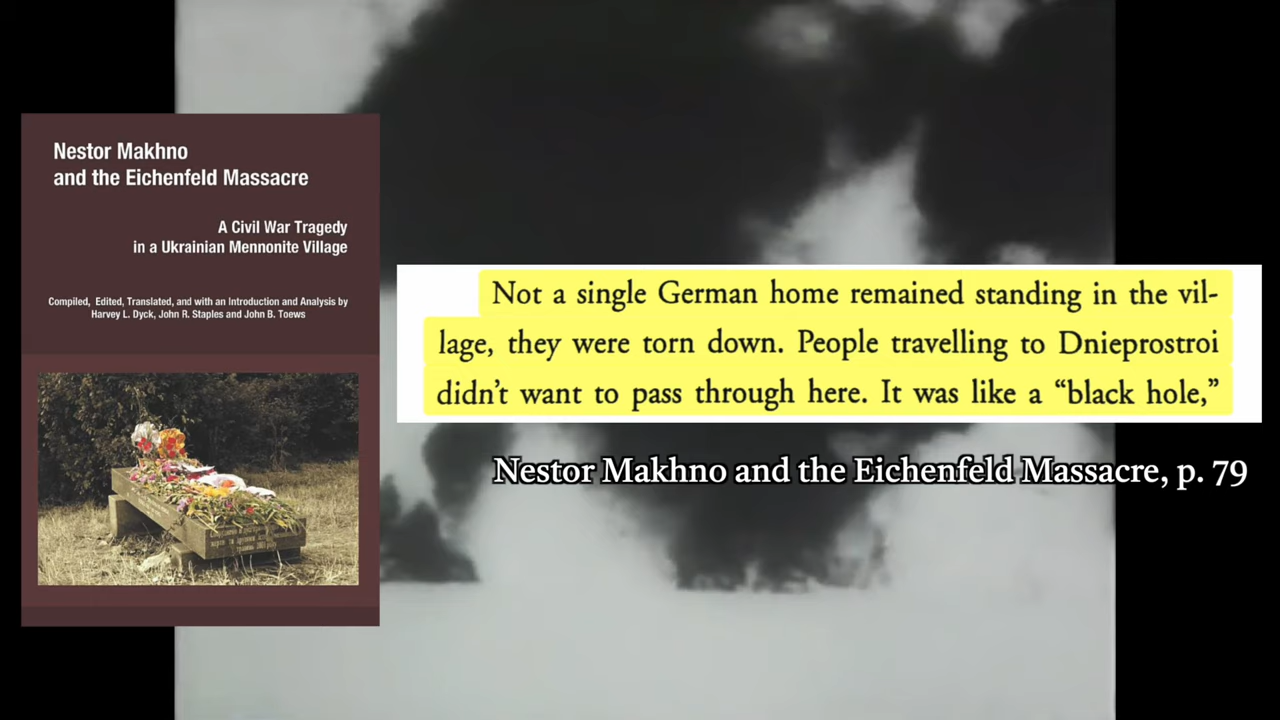 Nestor Makhno
and the Eichenfeld Massacre
A Civil War Tragedy
in a Ukrainian Mennonite Village
Compiled, Edited, Translated, and with an Introduction and Analysis by
Harvey L. Dyck, John R. Staples and John B. Toews
Not a single German home remained standing in the vil-
lage, they were torn down. People travelling to Dnieprostroi
didn't want to pass through here. It was like a “black hole,”
Nestor Makhno and the Eichenfeld Massacre, p. 79